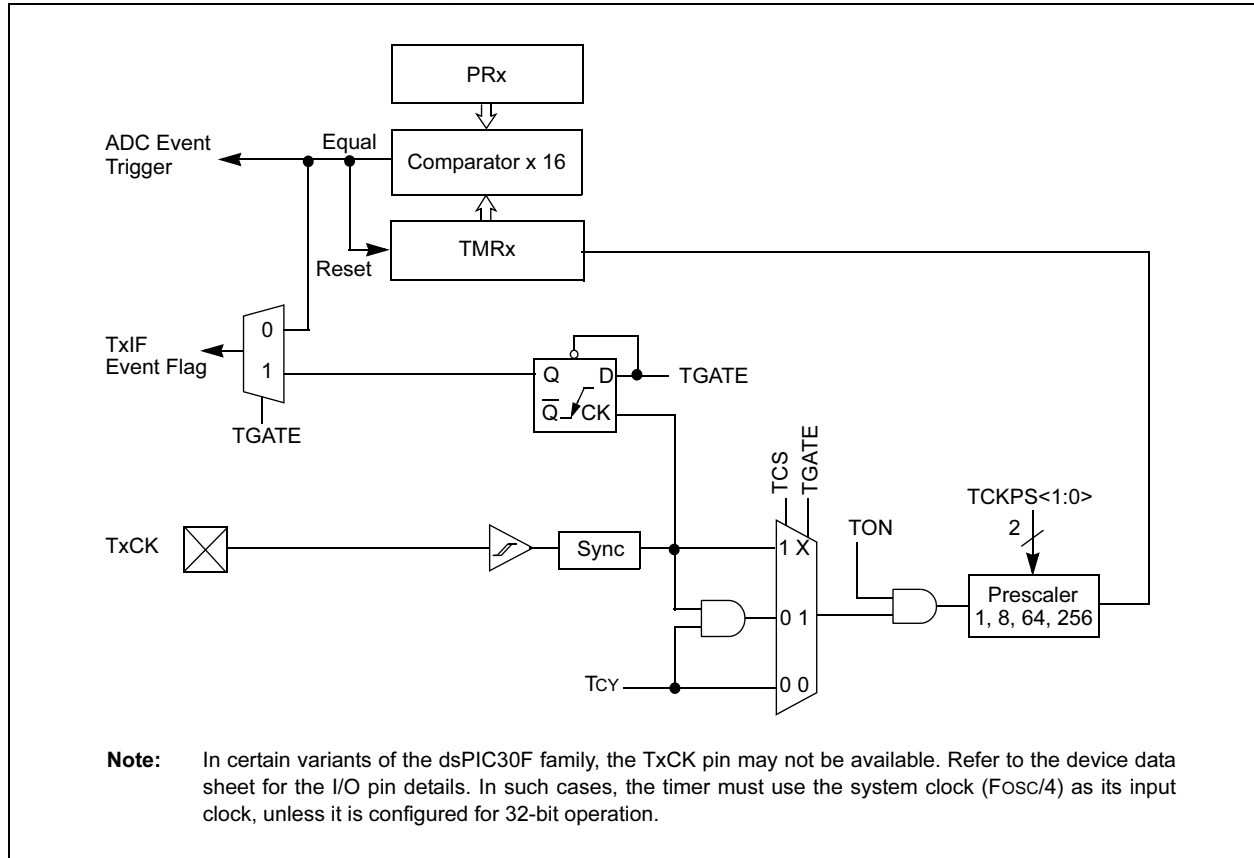 PRx
ADC Event
Trigger
Equal
Comparator x 16
TMRx
Reset
0
1
TxIF
Event Flag
TGATE
Q D
Q CK
TGATE
TCS
TGATE
TCKPS<1:0>
2
TON
TxCK
Sync
1 X
Prescaler
1, 8, 64, 256
0 1
TCY
0 0
Note: In certain variants of the dsPIC30F family, the TxCK pin may not be available. Refer to the device data
sheet for the I/O pin details. In such cases, the timer must use the system clock (FOSC/4) as its input
clock, unless it is configured for 32-bit operation.